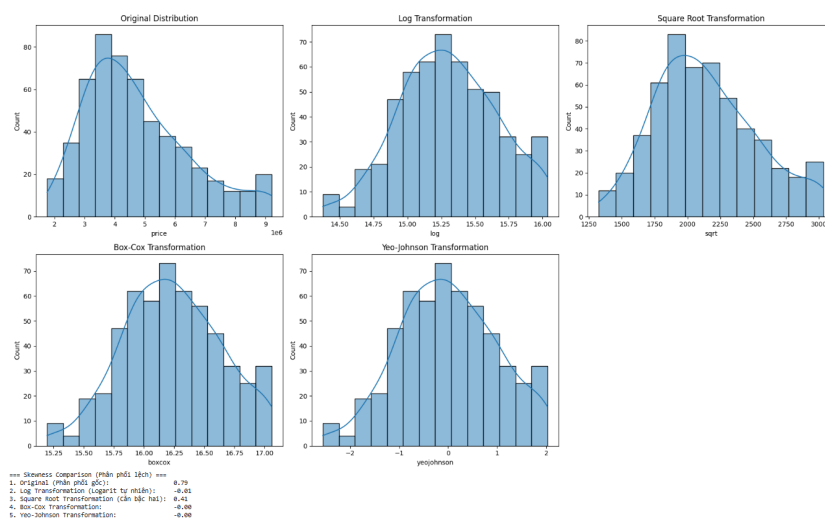 Original Distribution
Log Transformation
Square Root Transformation
Count
80
60
40
20
0
2 3 4 5 6 7 8 9
1e6
price
Count
70
60
50
40
30
20
10
0
14.50 14.75 15.00 15.25 15.50 15.75 16.00
log
Count
80
70
60
50
40
30
20
10
0
1250 1500 1750 2000 2250 2500 2750 3000
sqrt
Box-Cox Transformation
Yeo-Johnson Transformation
Count
70
60
50
40
30
20
10
0
15.25 15.50 15.75 16.00 16.25 16.50 16.75 17.00
boxcox
Count
70
60
50
40
30
20
10
0
−2 −1 0 1 2
yeojohnson
=== Skewness Comparison (Phân phối lệch) ===
1. Original (Phân phối gốc): 0.79
2. Log Transformation (Logarit tự nhiên): -0.01
3. Square Root Transformation (Căn bậc hai): 0.41
4. Box-Cox Transformation: -0.00
5. Yeo-Johnson Transformation: -0.00